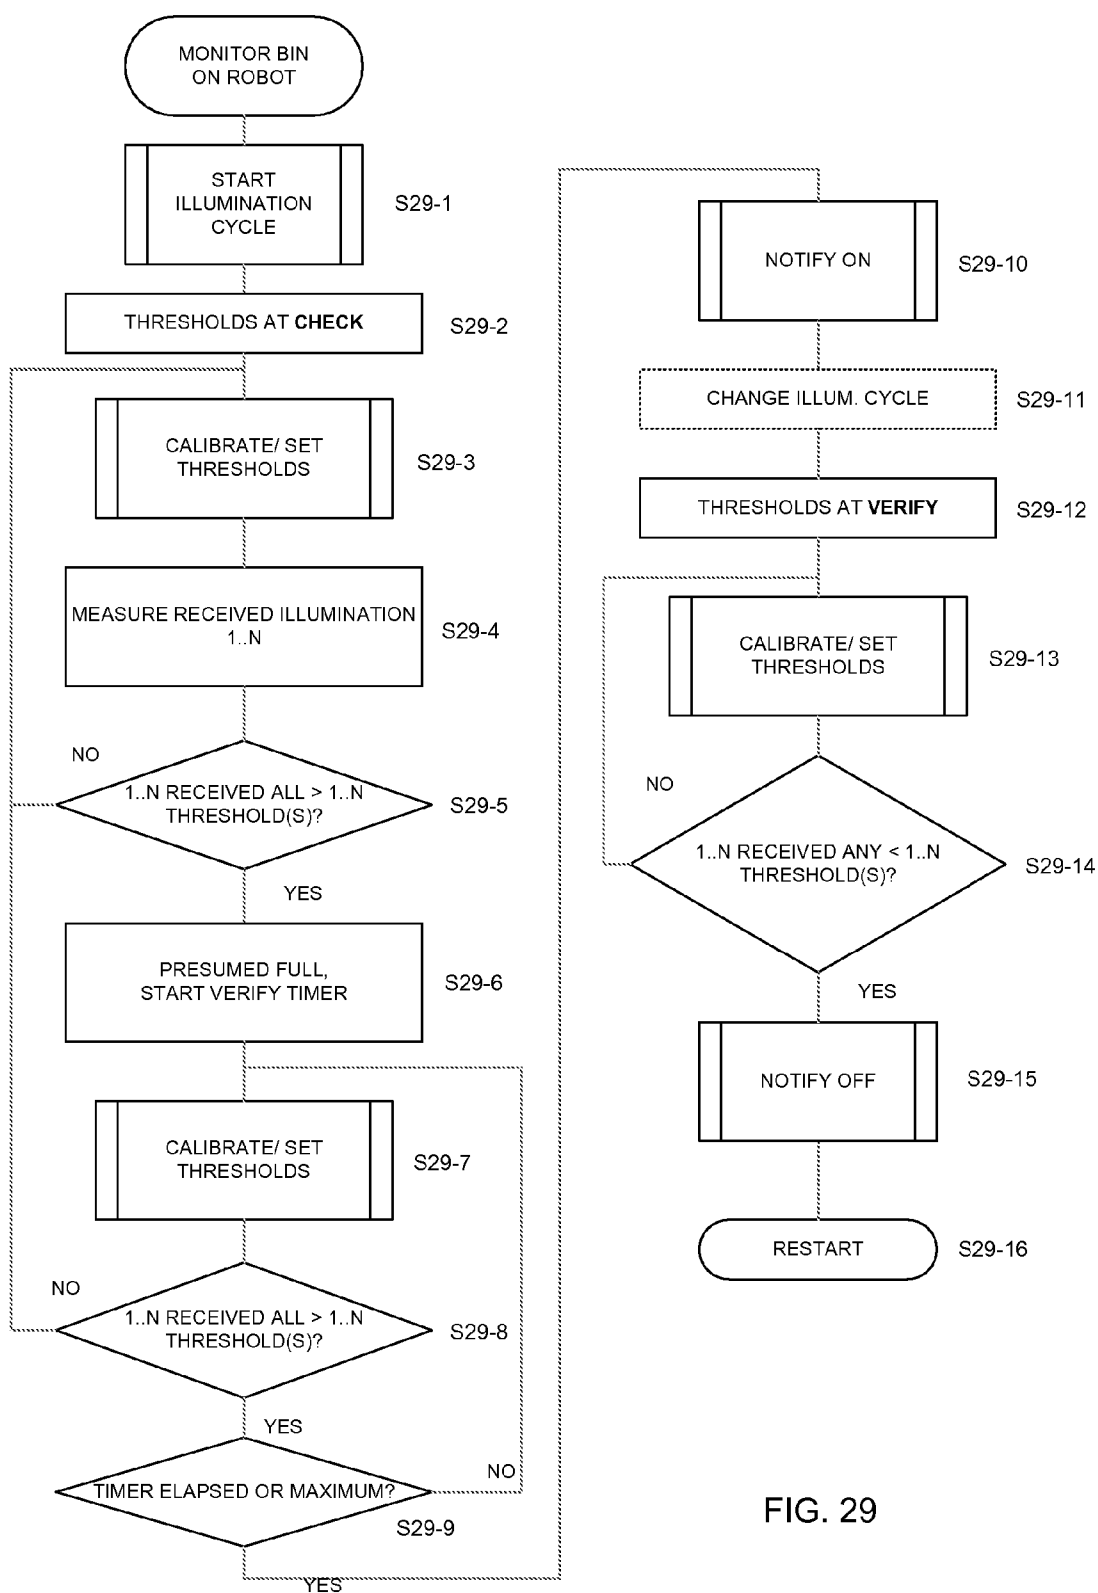 MONITOR BIN
ON ROBOT
START
ILLUMINATION
CYCLE
S29-1
THRESHOLDS AT CHECK
S29-2
CALIBRATE/ SET
THRESHOLDS
S29-3
MEASURE RECEIVED ILLUMINATION
1..N
S29-4
NO
1..N RECEIVED ALL > 1..N
THRESHOLD(S)?
S29-5
YES
PRESUMED FULL,
START VERIFY TIMER
S29-6
CALIBRATE/ SET
THRESHOLDS
S29-7
NO
1..N RECEIVED ALL > 1..N
THRESHOLD(S)?
S29-8
YES
TIMER ELAPSED OR MAXIMUM?
NO
S29-9
YES
NOTIFY ON
S29-10
CHANGE ILLUM. CYCLE
S29-11
THRESHOLDS AT VERIFY
S29-12
CALIBRATE/ SET
THRESHOLDS
S29-13
NO
1..N RECEIVED ANY < 1..N
THRESHOLD(S)?
S29-14
YES
NOTIFY OFF
S29-15
RESTART
S29-16
FIG. 29